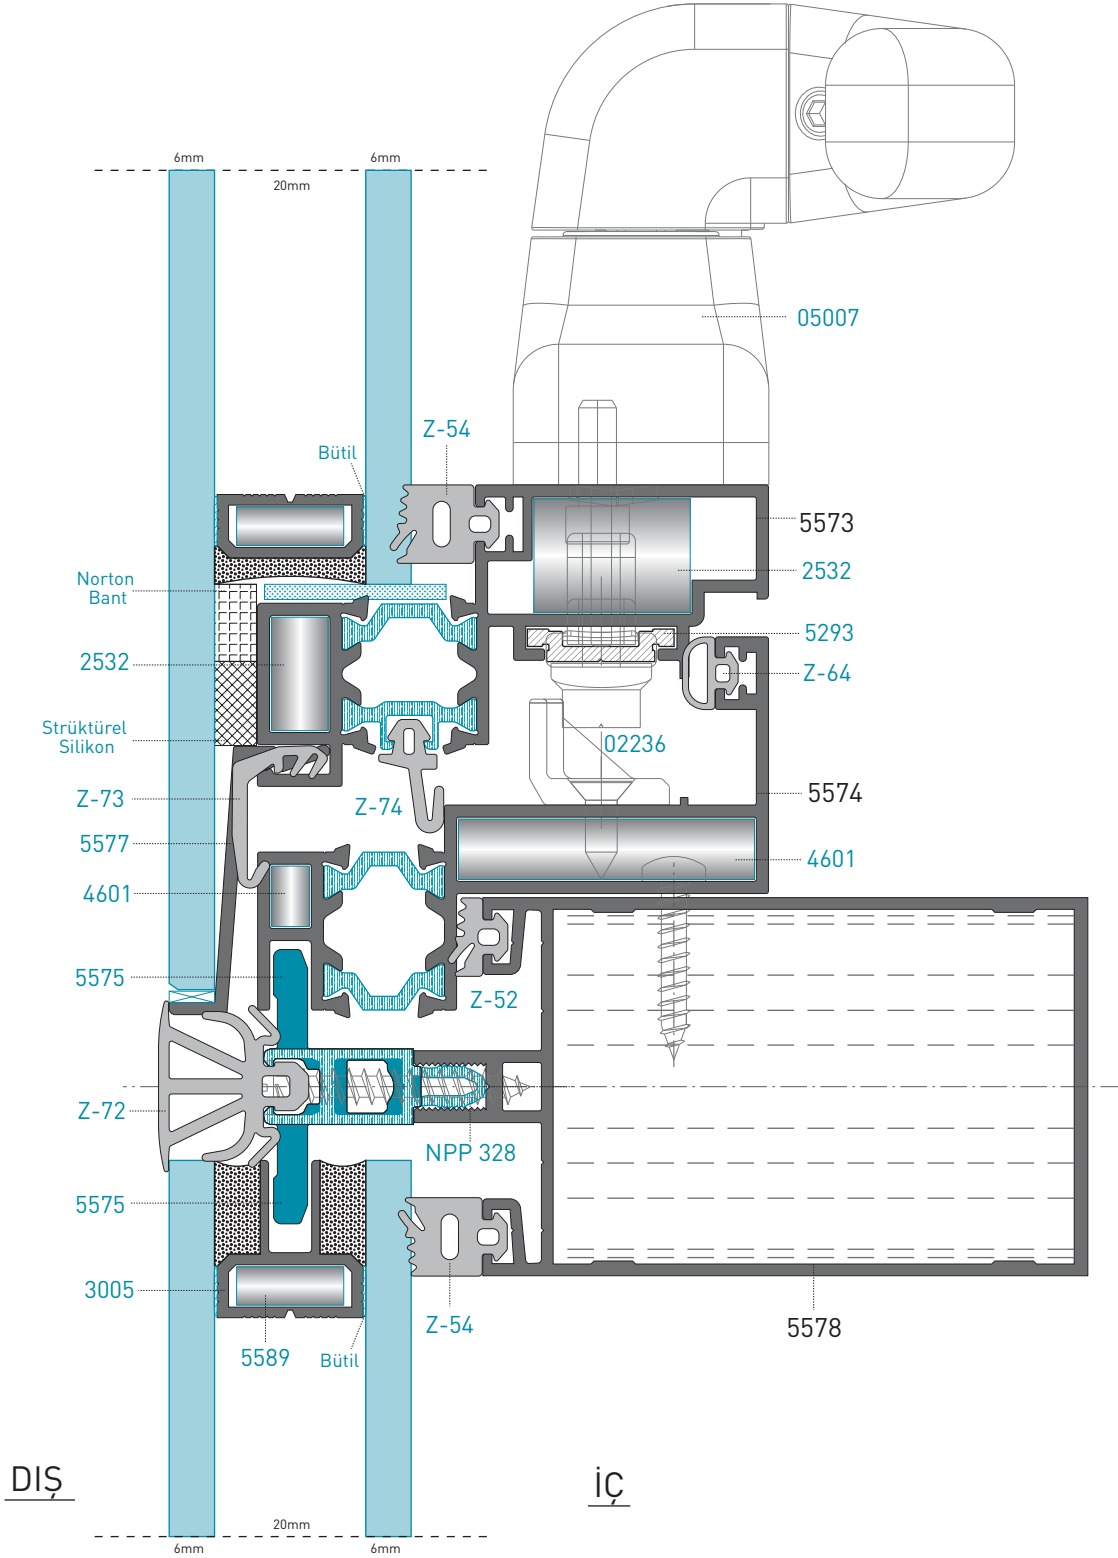 6mm
6mm
20mm
05007
Z-54
Bütil
5573
2532
Norton
Bant
5293
2532
Z-64
Strüktürel
Silikon
02236
Z-73
Z-74
5574
5577
4601
4601
5575
Z-52
Z-72
NPP 328
5575
3005
Z-54
5578
5589
Bütil
DIŞ
İÇ
20mm
6mm
6mm